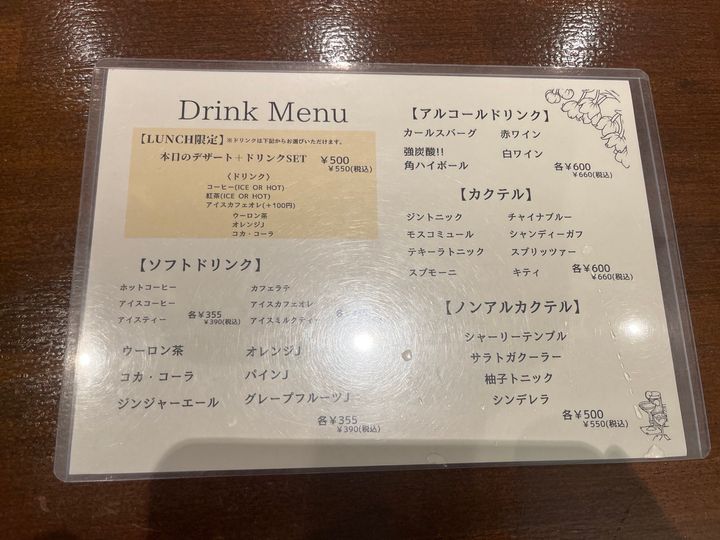 Drink Menu
【LUNCH限定】※ドリンクは下記からお選びいただけます。
本日のデザート＋ドリンクSET ￥500
￥550(税込)
〈ドリンク〉
コーヒー(ICE OR HOT)
紅茶(ICE OR HOT)
アイスカフェオレ(＋100円)
ウーロン茶
オレンジJ
コカ・コーラ
【ソフトドリンク】
ホットコーヒー カフェラテ
アイスコーヒー アイスカフェオレ
アイスティー 各￥355 アイスミルクティー 各
￥390(税込)
ウーロン茶 オレンジJ
コカ・コーラ パインJ
ジンジャーエール グレープフルーツJ
各￥355
￥390(税込)
【アルコールドリンク】
カールスバーグ 赤ワイン
強炭酸!! 白ワイン
角ハイボール 各￥600
￥660(税込)
【カクテル】
ジントニック チャイナブルー
モスコミュール シャンディーガフ
テキーラトニック スプリッツァー
スプモーニ キティ 各￥600
￥660(税込)
【ノンアルカクテル】
シャーリーテンプル
サラトガクーラー
柚子トニック
シンデレラ
各￥500
￥550(税込)